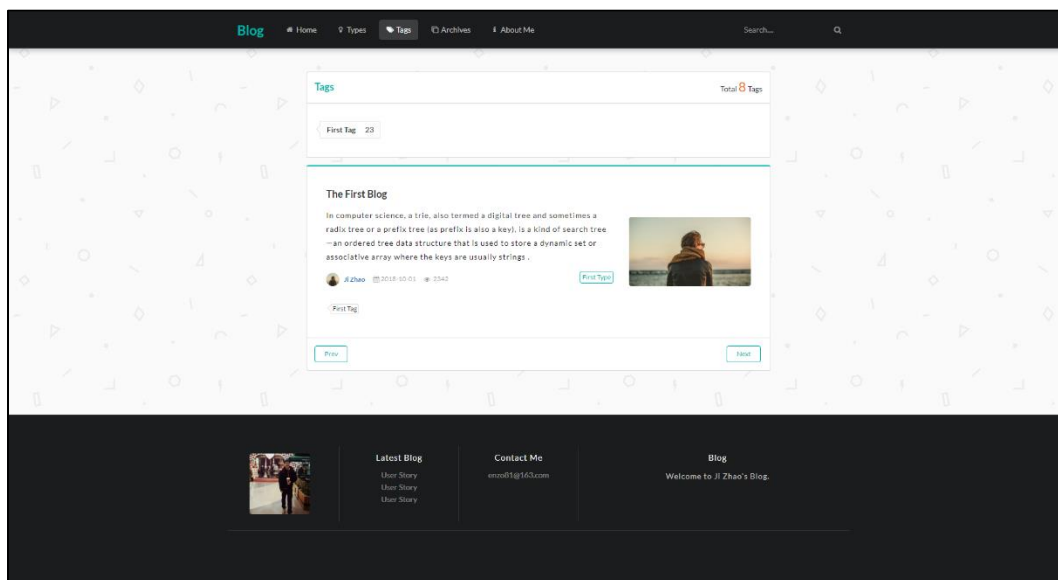 Blog Home Types Tags Archives About Me Search...
Tags Total 8 Tags
First Tag 23
The First Blog
In computer science, a trie, also termed a digital tree and sometimes a
radix tree or a prefix tree (as prefix is also a key), is a kind of search tree
—an ordered tree data structure that is used to store a dynamic set or
associative array where the keys are usually strings .
Ji Zhao 2018-10-01 2342 First Type
First Tag
Prev Next
Latest Blog Contact Me Blog
User Story enzo81@163.com Welcome to Ji Zhao's Blog.
User Story
User Story